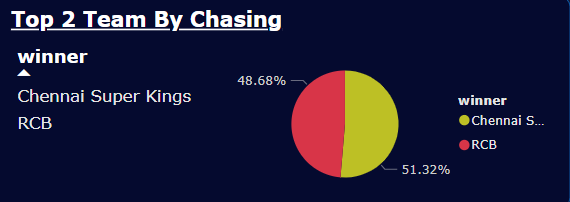 Top 2 Team By Chasing
winner
Chennai Super Kings
RCB
48.68%
51.32%
winner
Chennai S...
RCB